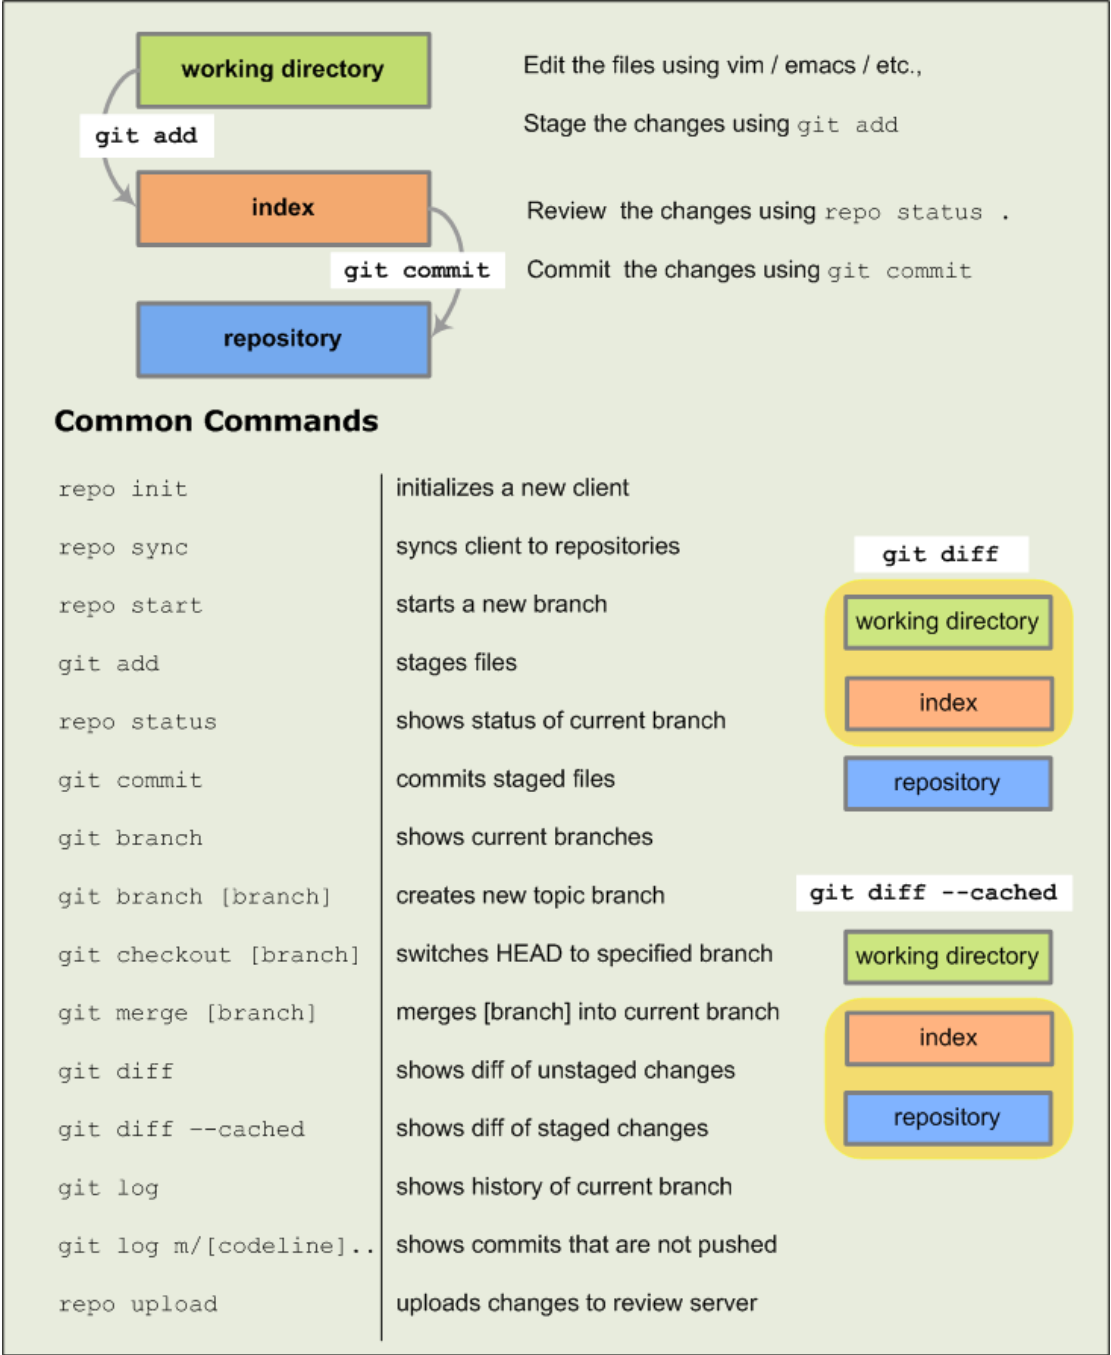 working directory
Edit the files using vim / emacs / etc.,
git add
Stage the changes using git add
index
Review the changes using repo status .
git commit
Commit the changes using git commit
repository
Common Commands
repo init initializes a new client
repo sync syncs client to repositories
repo start starts a new branch
git add stages files
repo status shows status of current branch
git commit commits staged files
git branch shows current branches
git branch [branch] creates new topic branch
git checkout [branch] switches HEAD to specified branch
git merge [branch] merges [branch] into current branch
git diff shows diff of unstaged changes
git diff --cached shows diff of staged changes
git log shows history of current branch
git log m/[codeline].. shows commits that are not pushed
repo upload uploads changes to review server
git diff
working directory
index
repository
git diff --cached
working directory
index
repository